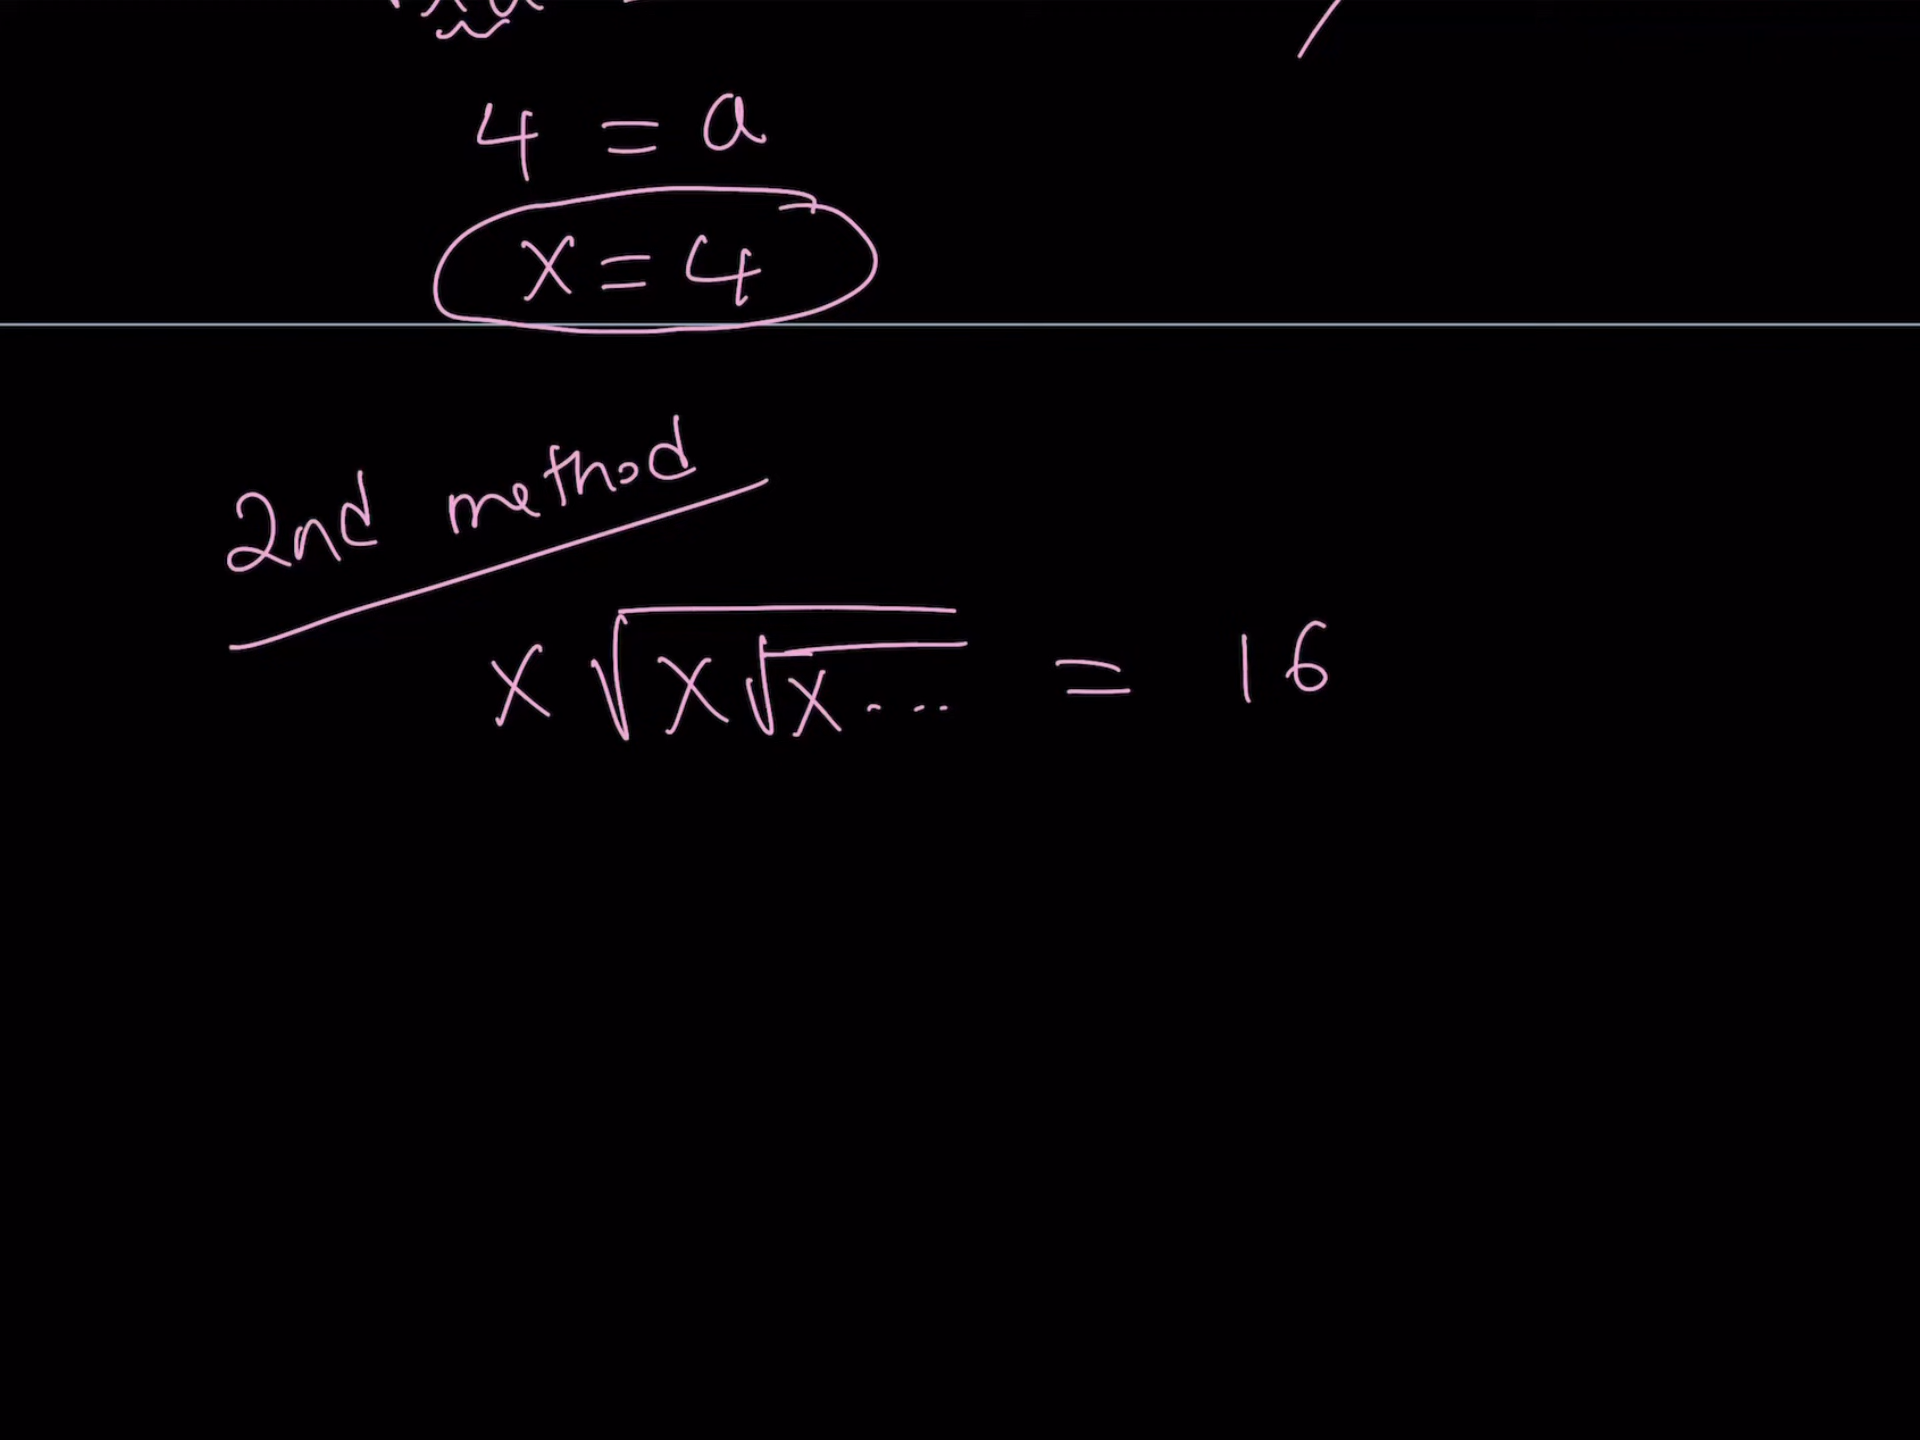 4 = a
x = 4
2nd method
x√(x√(x... = 16